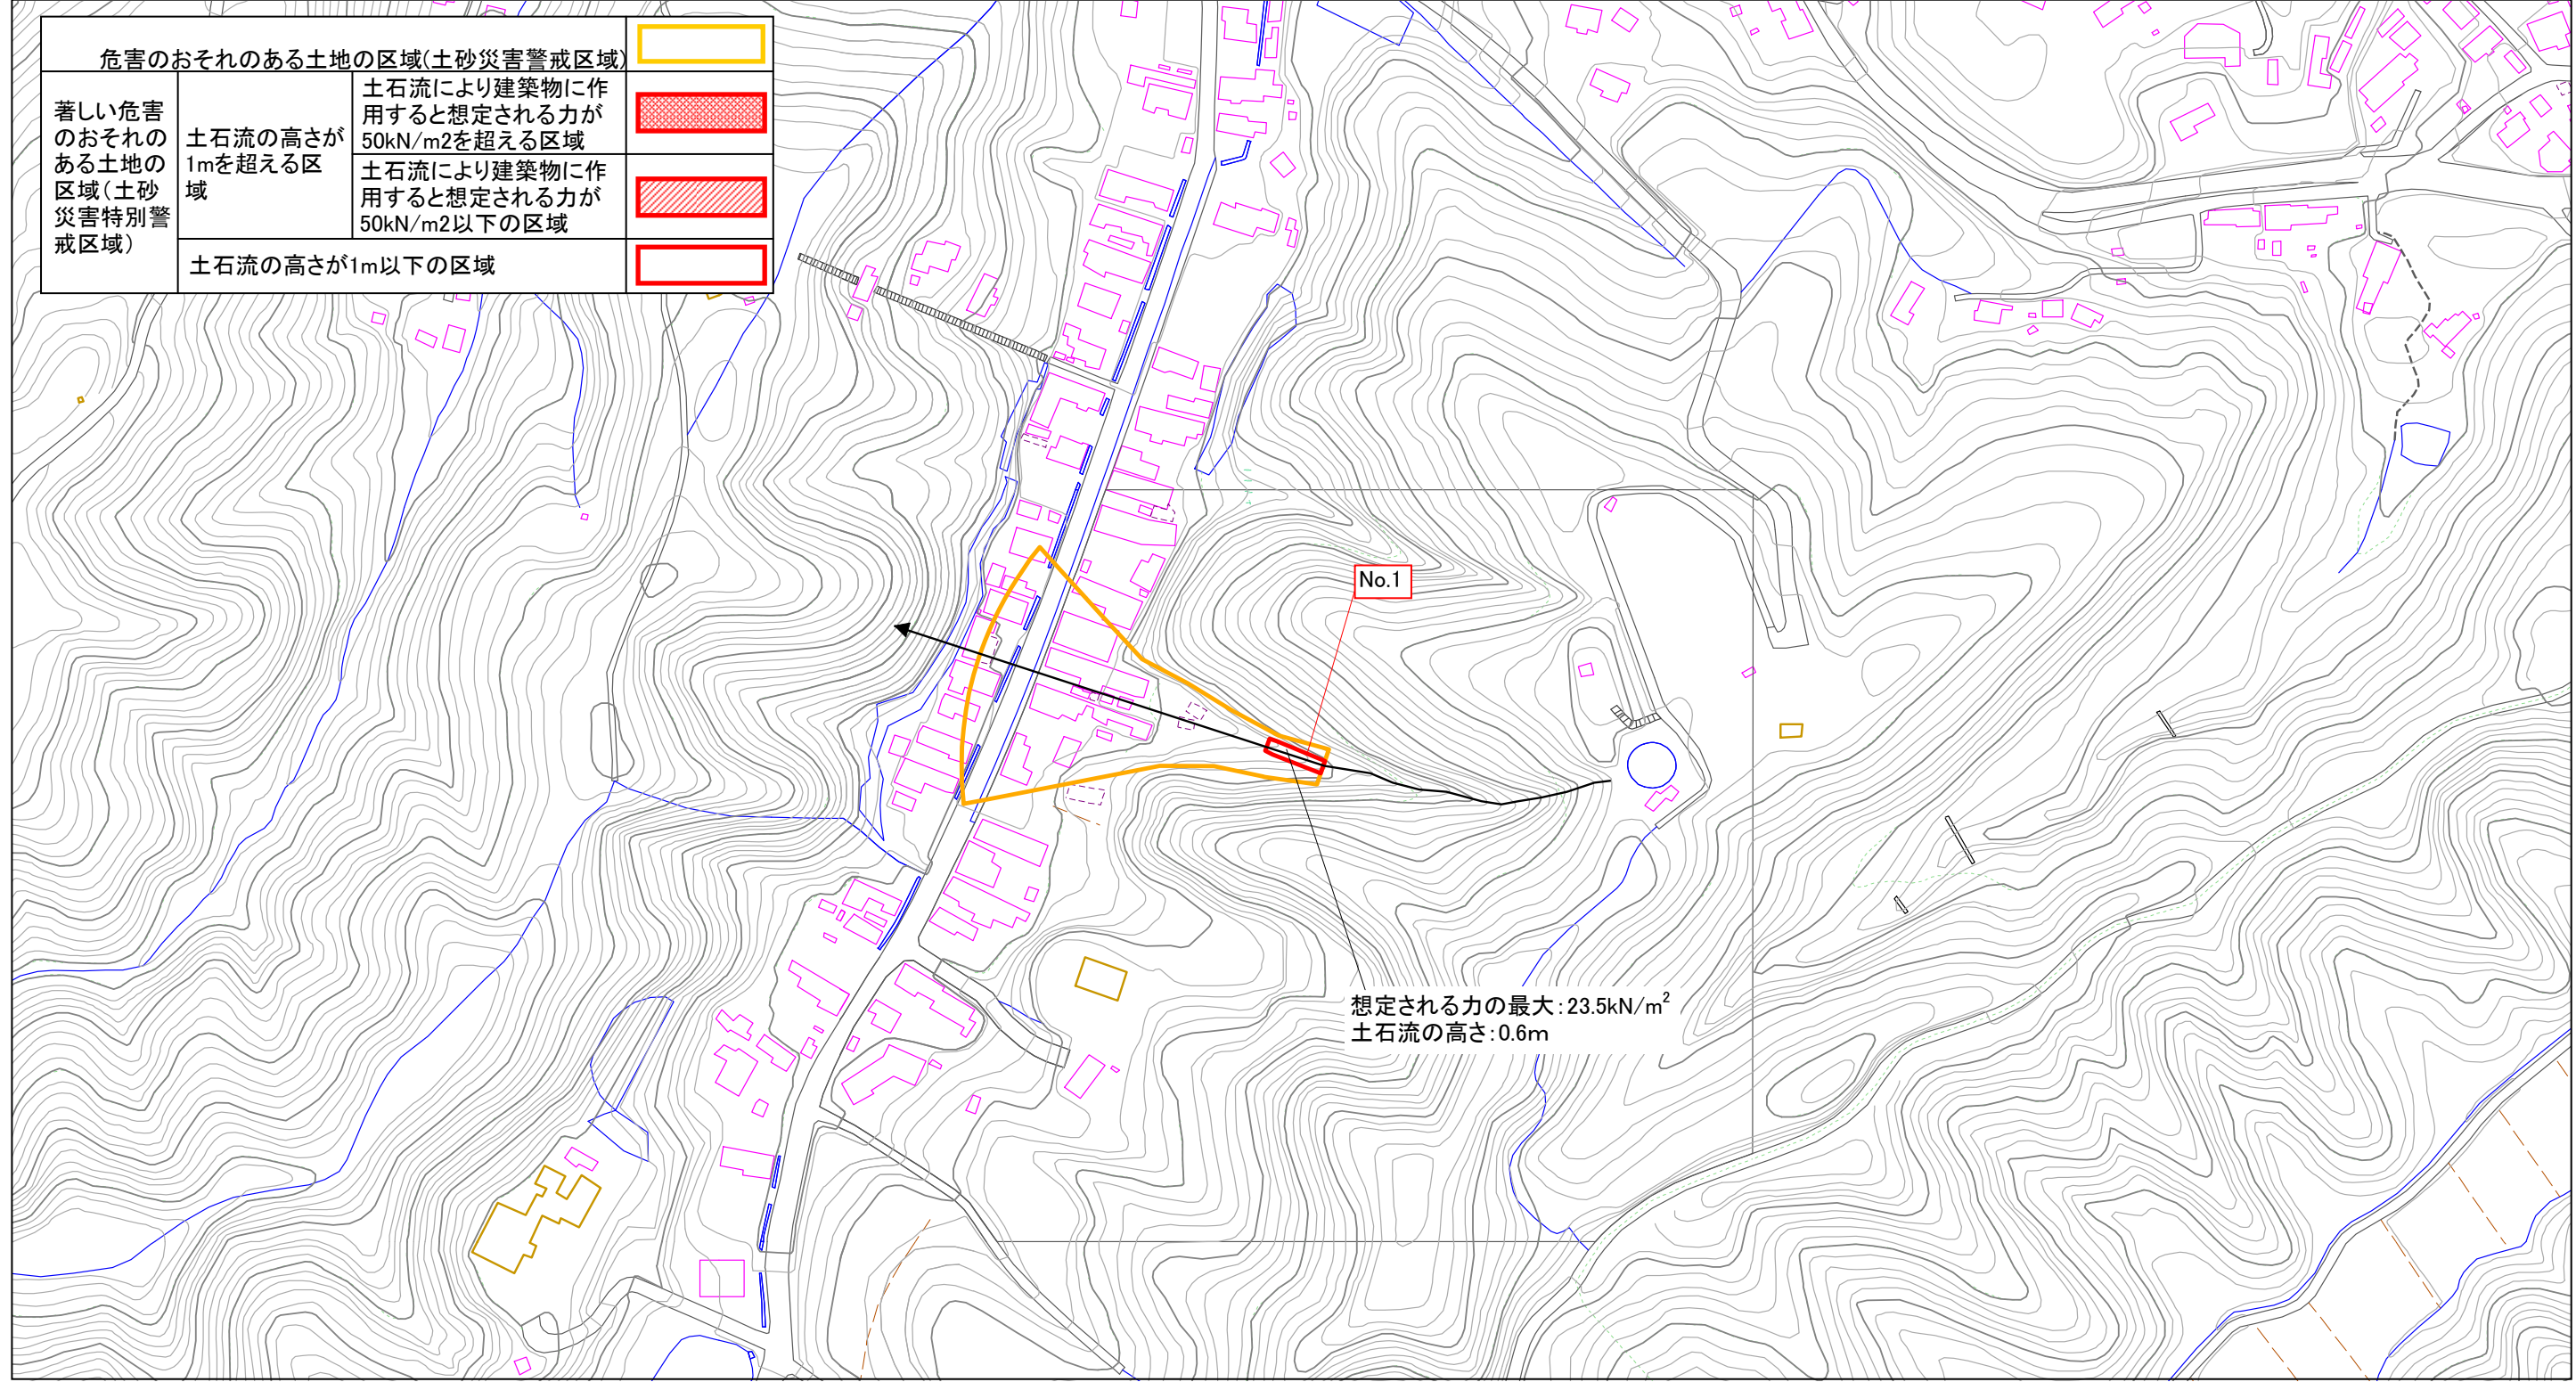 危害のおそれのある土地の区域(土砂災害警戒区域)
著しい危害
のおそれの
ある土地の
区域(土砂
災害特別警
戒区域)
土石流の高さが
1mを超える区
域
土石流により建築物に作
用すると想定される力が
50kN/m2を超える区域
土石流により建築物に作
用すると想定される力が
50kN/m2以下の区域
土石流の高さが1m以下の区域
No.1
想定される力の最大:23.5kN/m²
土石流の高さ:0.6m